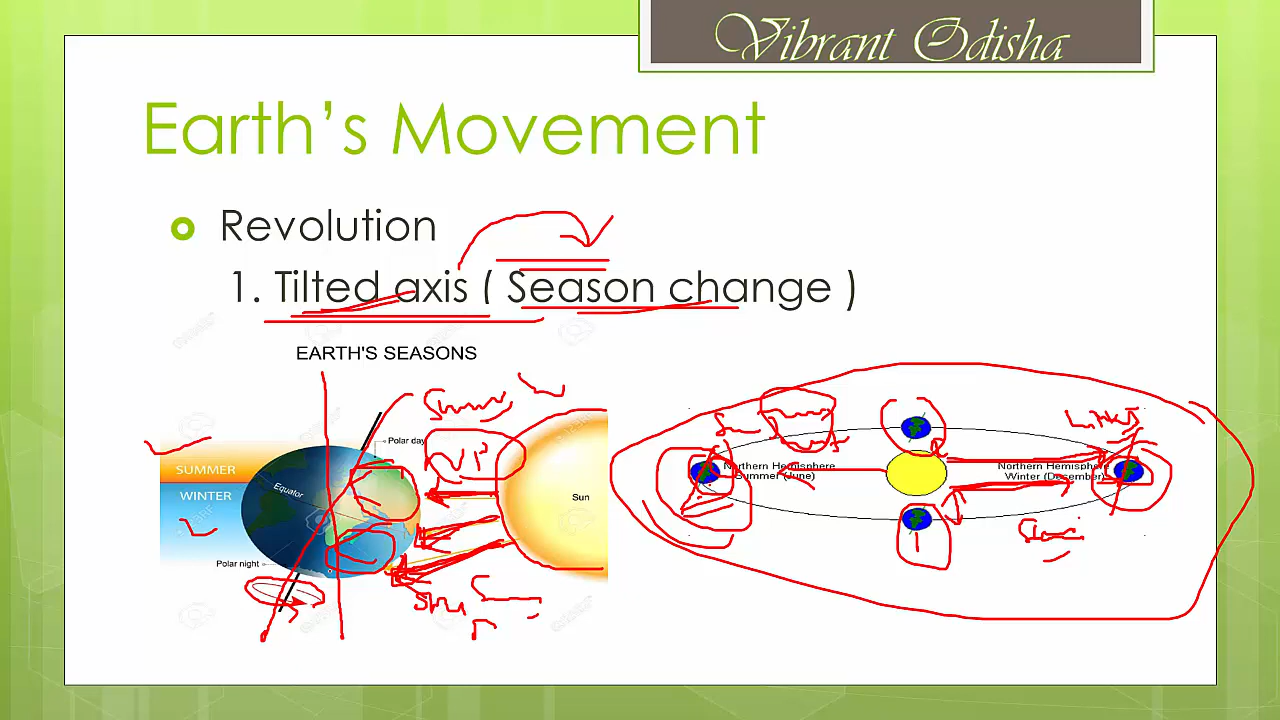 Vibrant Odisha
Earth's Movement
Revolution
1. Tilted axis ( Season change )
EARTH'S SEASONS
Polar day
SUMMER
WINTER
Equator
Polar night
Sun
Northern Hemisphere
Summer (June)
Northern Hemisphere
Winter (December)